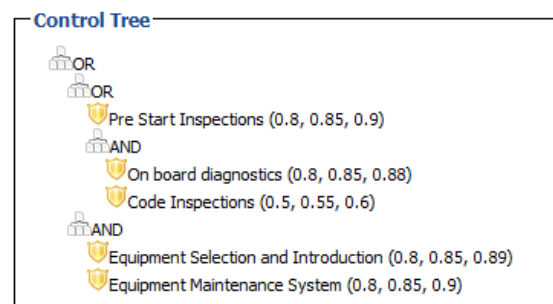 Control Tree
OR
OR
Pre Start Inspections (0.8, 0.85, 0.9)
AND
On board diagnostics (0.8, 0.85, 0.88)
Code Inspections (0.5, 0.55, 0.6)
AND
Equipment Selection and Introduction (0.8, 0.85, 0.89)
Equipment Maintenance System (0.8, 0.85, 0.9)